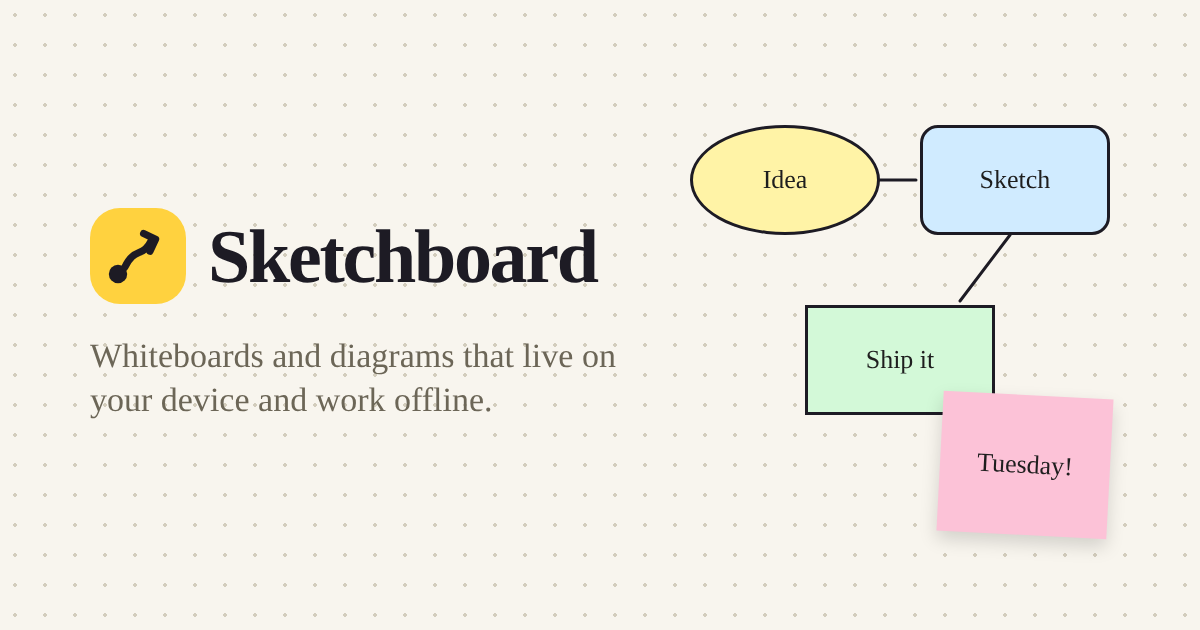 Sketchboard
Whiteboards and diagrams that live on
your device and work offline.
Idea
Sketch
Ship it
Tuesday!